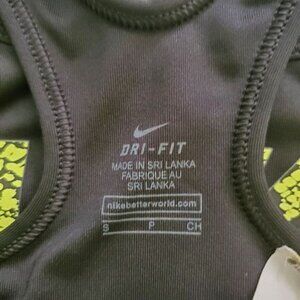 DRI-FIT
MADE IN SRI LANKA
FABRIQUE AU
SRI LANKA
nikebetterworld.com
S P CH